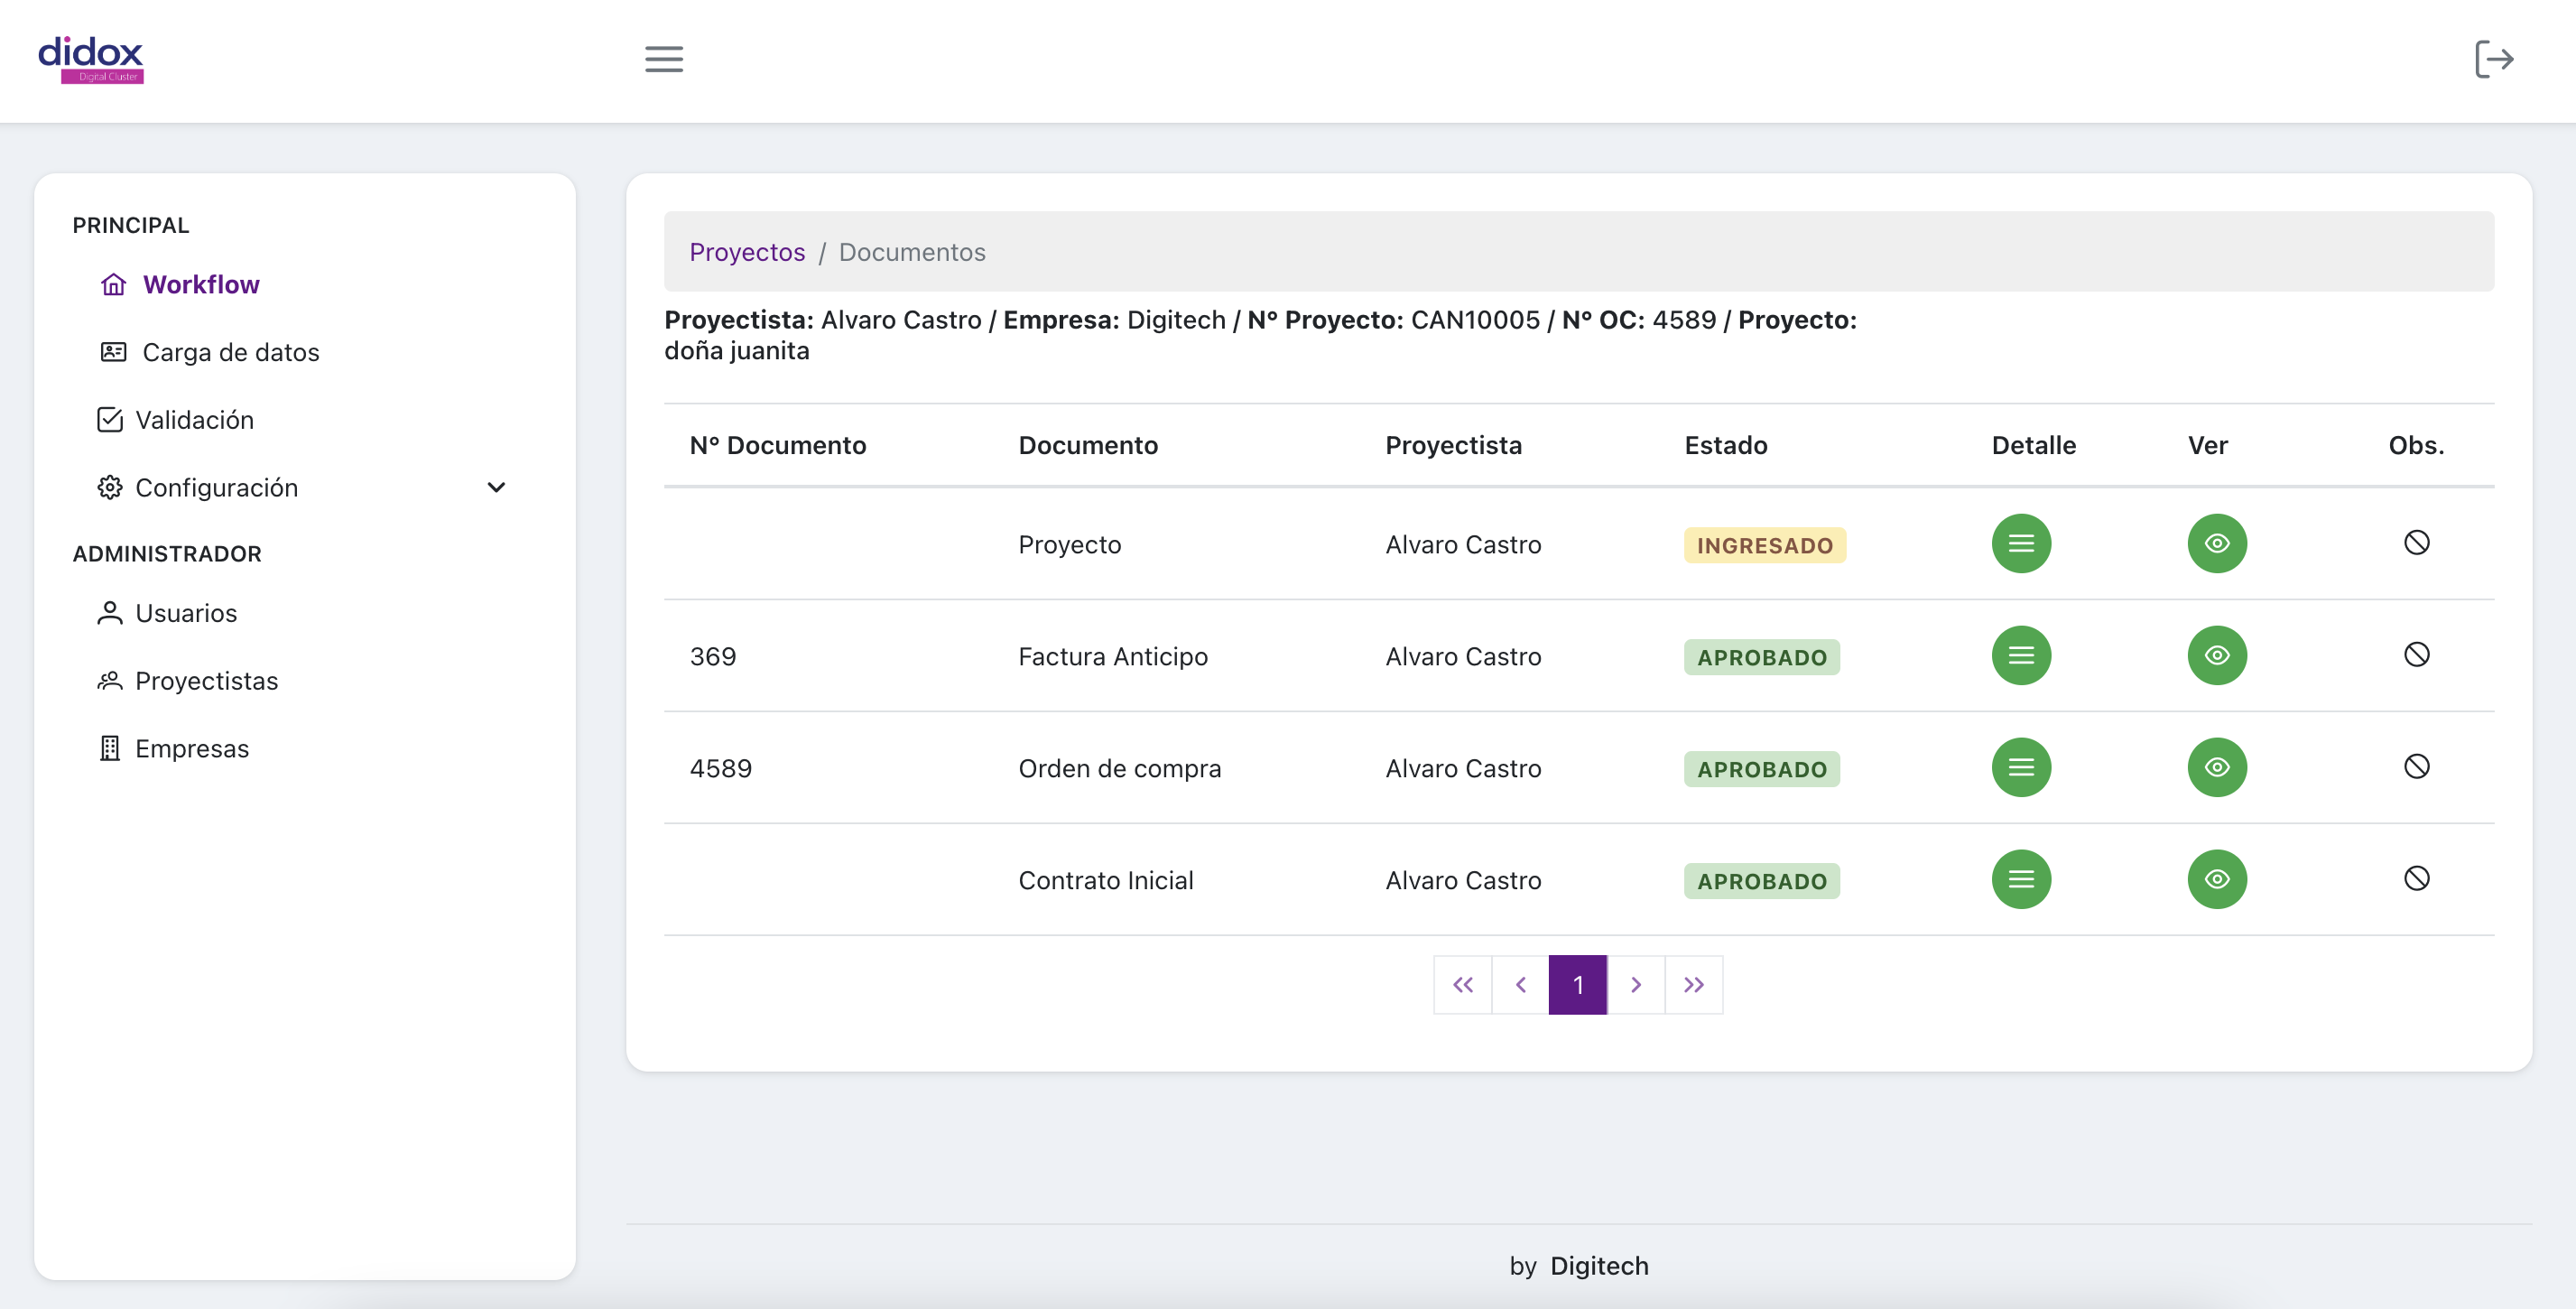 didox
Digital Cluster
PRINCIPAL
Workflow
Carga de datos
Validación
Configuración
ADMINISTRADOR
Usuarios
Proyectistas
Empresas
Proyectos / Documentos
Proyectista: Alvaro Castro / Empresa: Digitech / N° Proyecto: CAN10005 / N° OC: 4589 / Proyecto:
doña juanita
N° Documento Documento Proyectista Estado Detalle Ver Obs.
Proyecto Alvaro Castro INGRESADO
369 Factura Anticipo Alvaro Castro APROBADO
4589 Orden de compra Alvaro Castro APROBADO
Contrato Inicial Alvaro Castro APROBADO
1
by Digitech